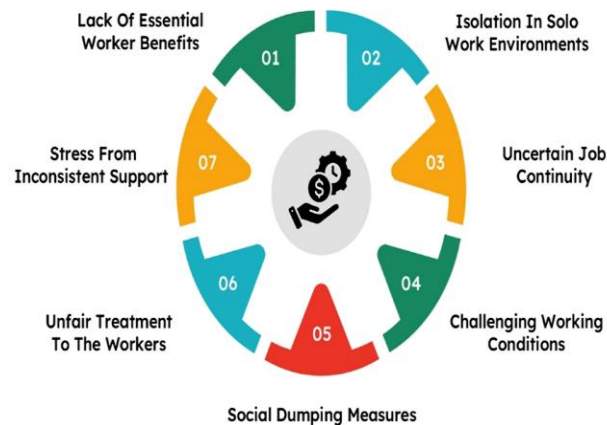 Lack Of Essential
Worker Benefits
01
02
Isolation In Solo
Work Environments
03
Uncertain Job
Continuity
04
Challenging Working
Conditions
05
Social Dumping Measures
06
Unfair Treatment
To The Workers
07
Stress From
Inconsistent Support
$